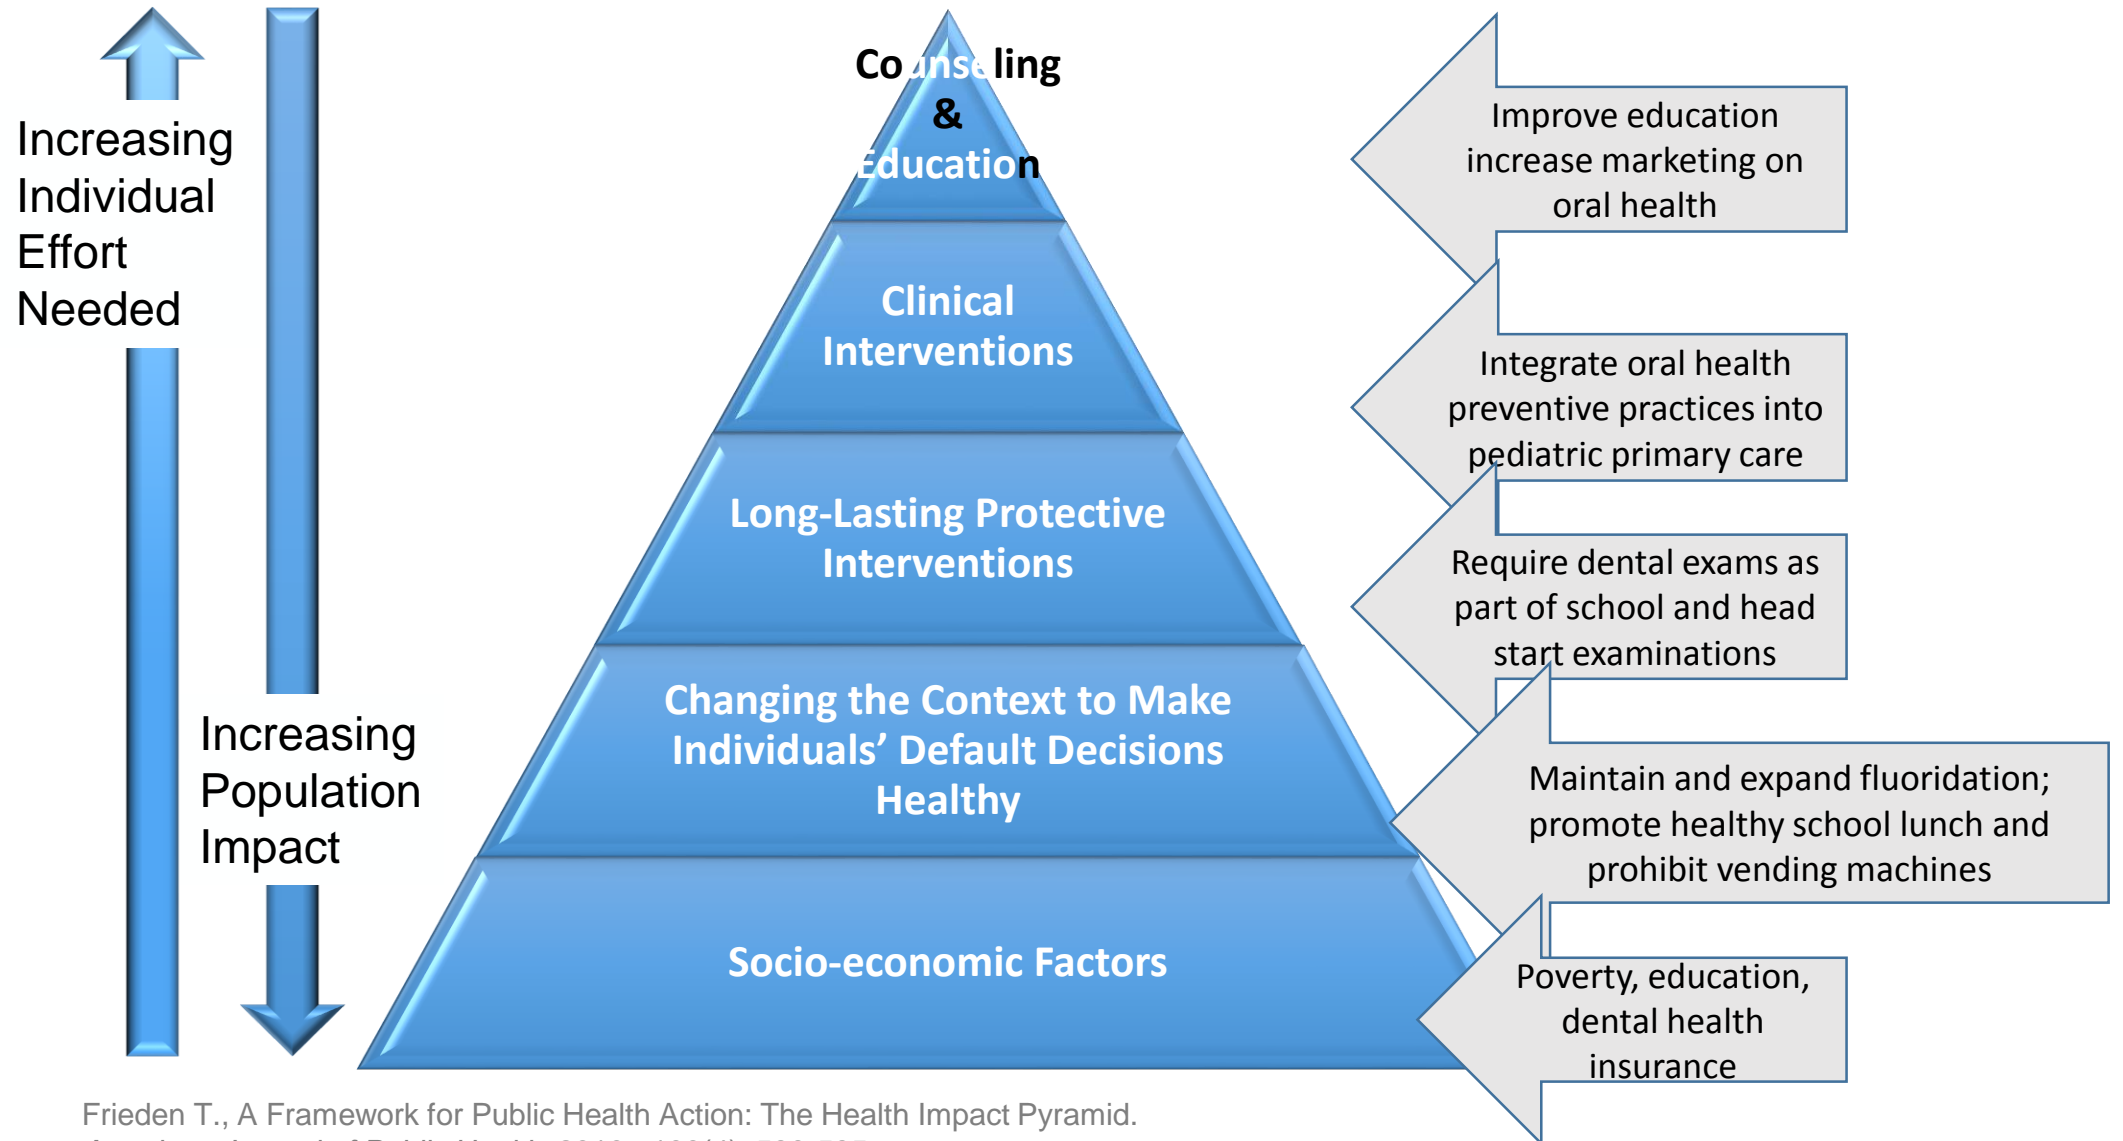 Increasing
Individual
Effort
Needed
Increasing
Population
Impact
Counseling
&
Education
Clinical
Interventions
Long-Lasting Protective
Interventions
Changing the Context to Make
Individuals’ Default Decisions
Healthy
Socio-economic Factors
Improve education
increase marketing on
oral health
Integrate oral health
preventive practices into
pediatric primary care
Require dental exams as
part of school and head
start examinations
Maintain and expand fluoridation;
promote healthy school lunch and
prohibit vending machines
Poverty, education,
dental health
insurance
Frieden T., A Framework for Public Health Action: The Health Impact Pyramid.